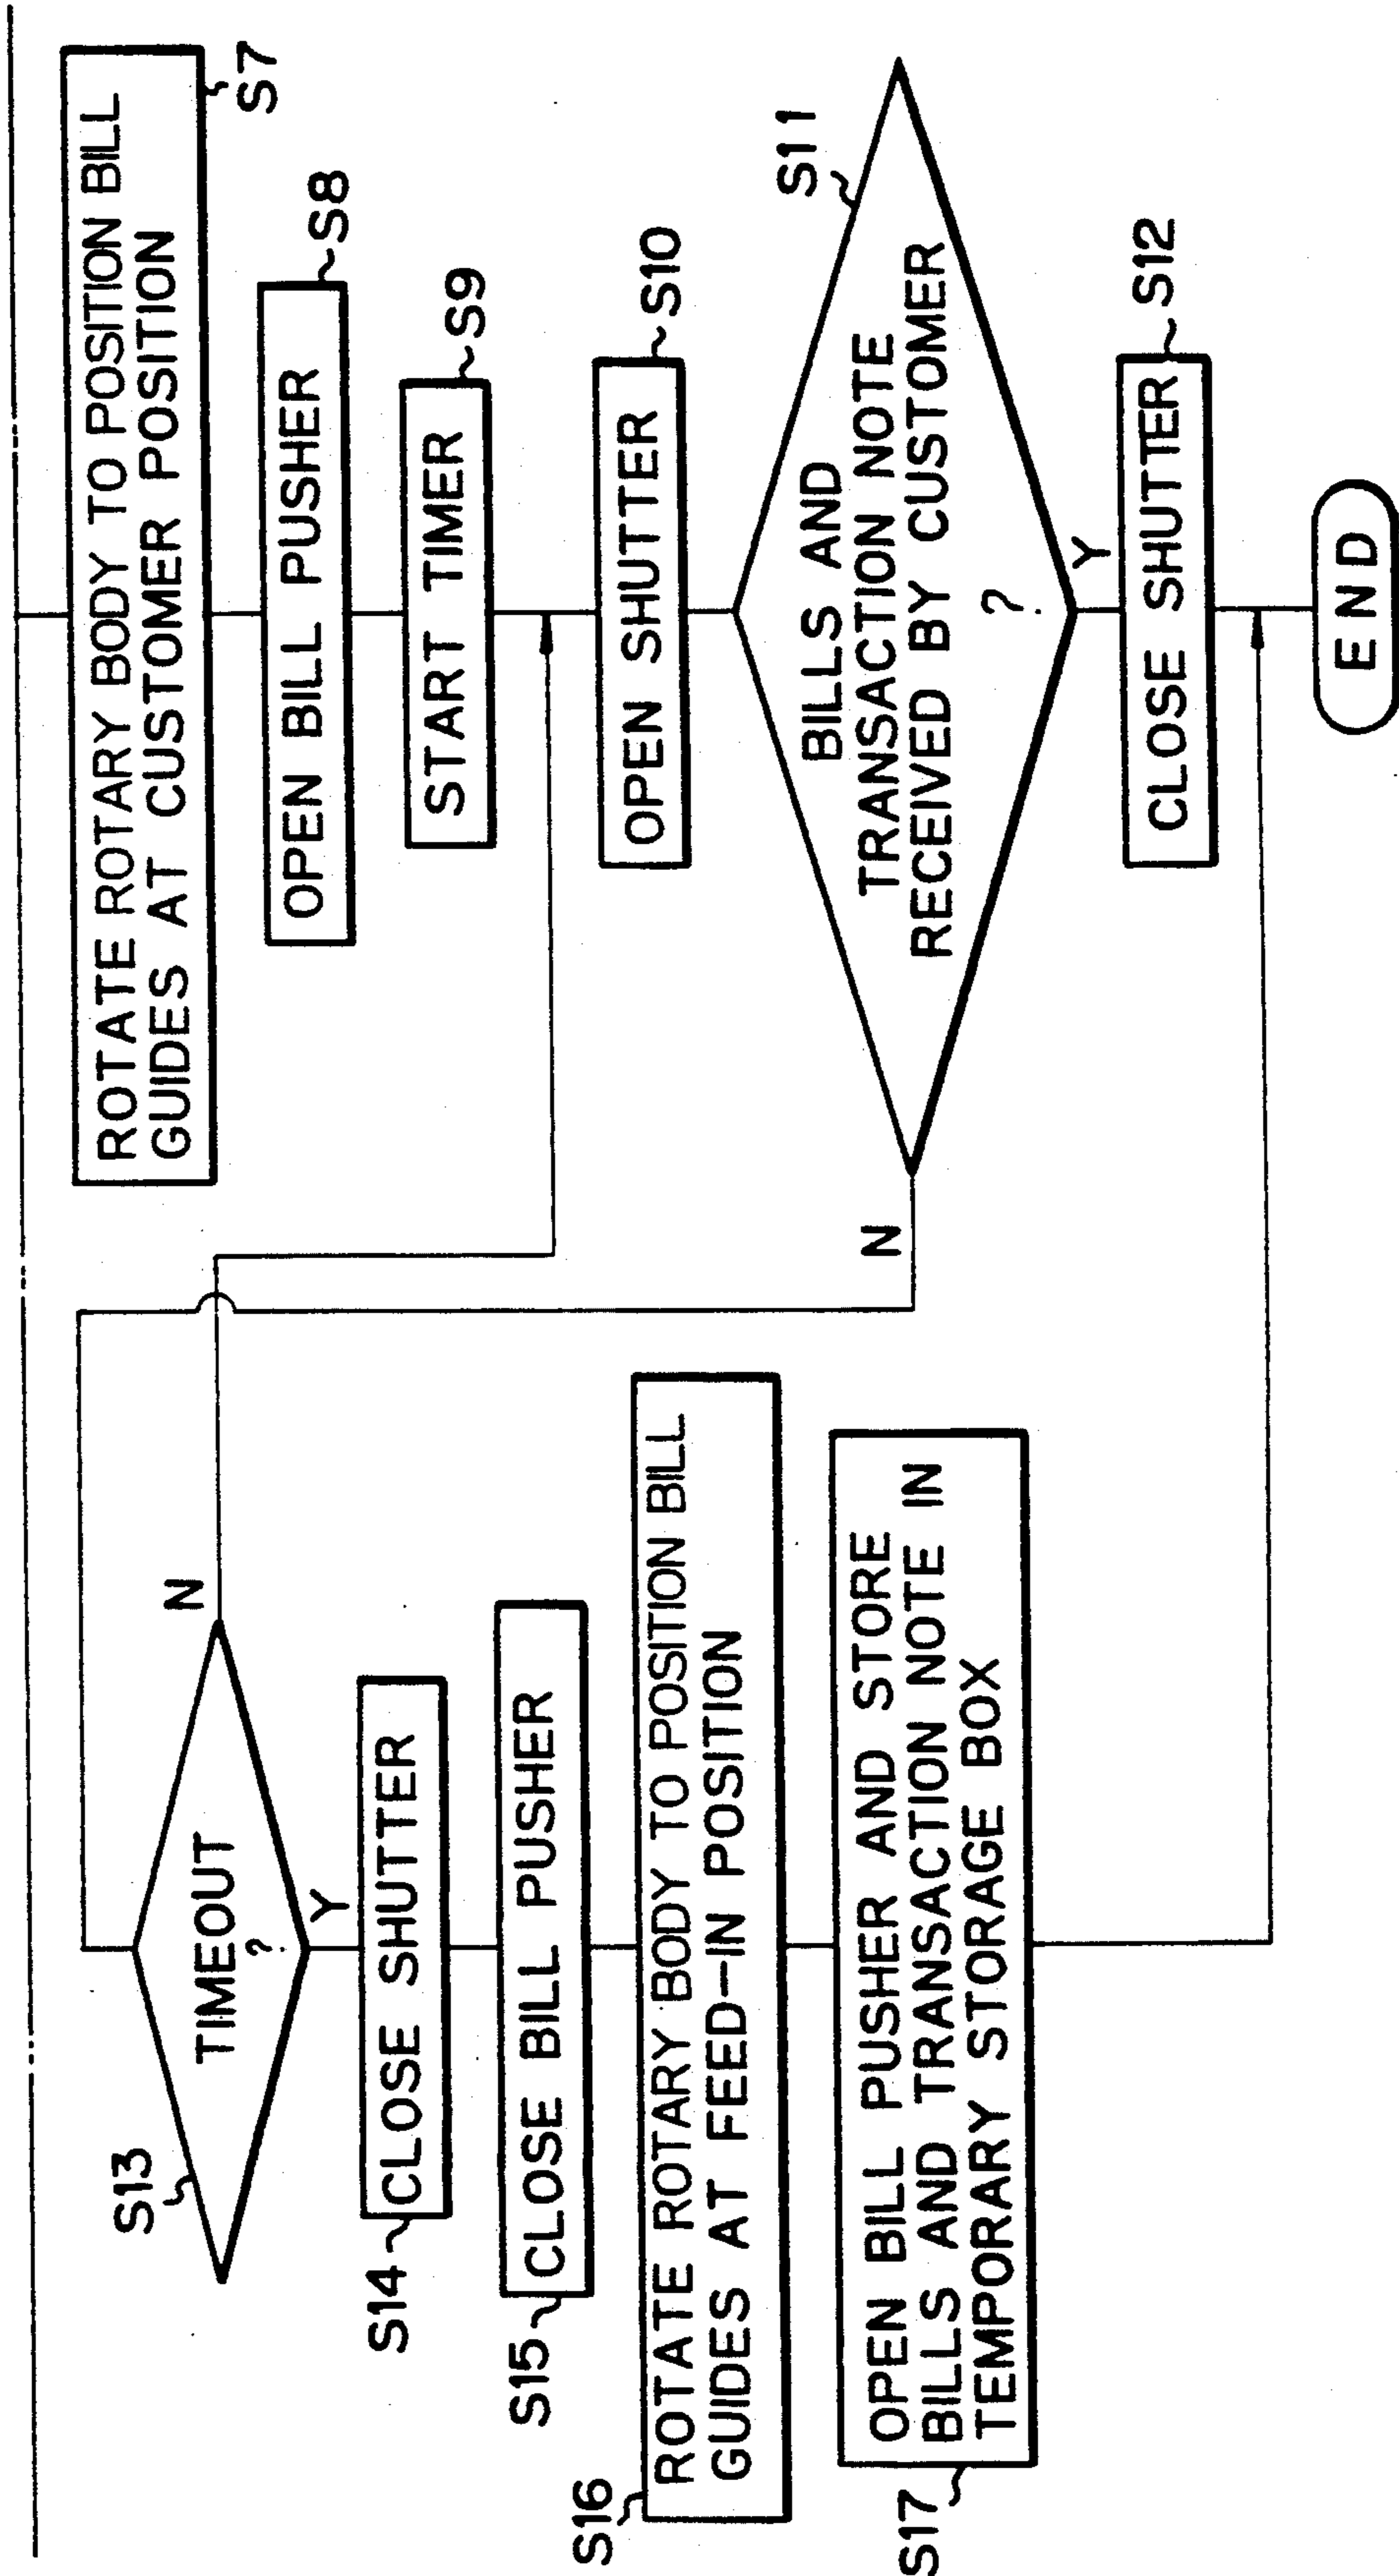 ROTATE ROTARY BODY TO POSITION BILL
GUIDES AT CUSTOMER POSITION
S7
OPEN BILL PUSHER
S8
START TIMER
S9
OPEN SHUTTER
S10
BILLS AND
TRANSACTION NOTE
RECEIVED BY CUSTOMER
?
S11
N
Y
CLOSE SHUTTER
S12
END
S13
TIMEOUT
?
N
Y
S14
CLOSE SHUTTER
S15
CLOSE BILL PUSHER
S16
ROTATE ROTARY BODY TO POSITION BILL
GUIDES AT FEED-IN POSITION
S17
OPEN BILL PUSHER AND STORE
BILLS AND TRANSACTION NOTE IN
TEMPORARY STORAGE BOX